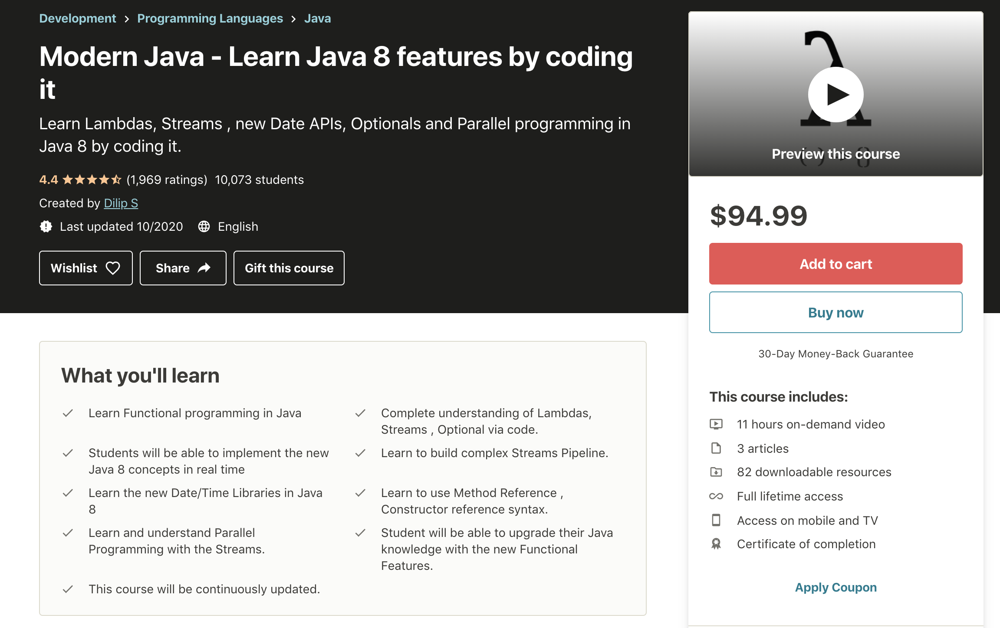 Development > Programming Languages > Java
Modern Java - Learn Java 8 features by coding
it
Learn Lambdas, Streams , new Date APIs, Optionals and Parallel programming in
Java 8 by coding it.
4.4 (1,969 ratings) 10,073 students
Created by Dilip S
Last updated 10/2020 English
Wishlist Share Gift this course
What you'll learn
Learn Functional programming in Java
Complete understanding of Lambdas,
Streams , Optional via code.
Students will be able to implement the new
Java 8 concepts in real time
Learn to build complex Streams Pipeline.
Learn the new Date/Time Libraries in Java
8
Learn to use Method Reference ,
Constructor reference syntax.
Learn and understand Parallel
Programming with the Streams.
Student will be able to upgrade their Java
knowledge with the new Functional
Features.
This course will be continuously updated.
λ
Preview this course
$94.99
Add to cart
Buy now
30-Day Money-Back Guarantee
This course includes:
11 hours on-demand video
3 articles
82 downloadable resources
Full lifetime access
Access on mobile and TV
Certificate of completion
Apply Coupon